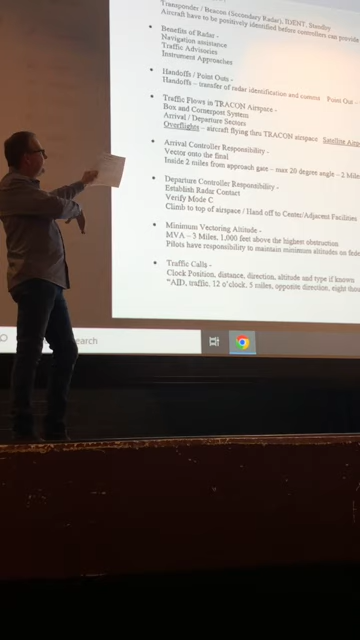 Transponder / Beacon (Secondary Radar), IDENT, Standby
Aircraft have to be positively identified before controllers can provide
• Benefits of Radar -
Navigation assistance
Traffic Advisories
Instrument Approaches
• Handoffs / Point Outs -
Handoffs – transfer of radar identification and comms Point Out -
• Traffic Flows in TRACON Airspace -
Box and Cornerpost System
Arrival / Departure Sectors
Overflights – aircraft flying thru TRACON airspace Satellite
• Arrival Controller Responsibility -
Vector onto the final
Inside 2 miles from approach gate – max 20 degree angle – 2 Mile
• Departure Controller Responsibility -
Establish Radar Contact
Verify Mode C
Climb to top of airspace / Hand off to Center/Adjacent Facilities
• Minimum Vectoring Altitude -
MVA – 3 Miles, 1,000 feet above the highest obstruction
Pilots have responsibility to maintain minimum altitudes on fede
• Traffic Calls -
Clock Position, distance, direction, altitude and type if known
"AID, traffic, 12 o'clock, 5 miles, opposite direction, eight thou
earch